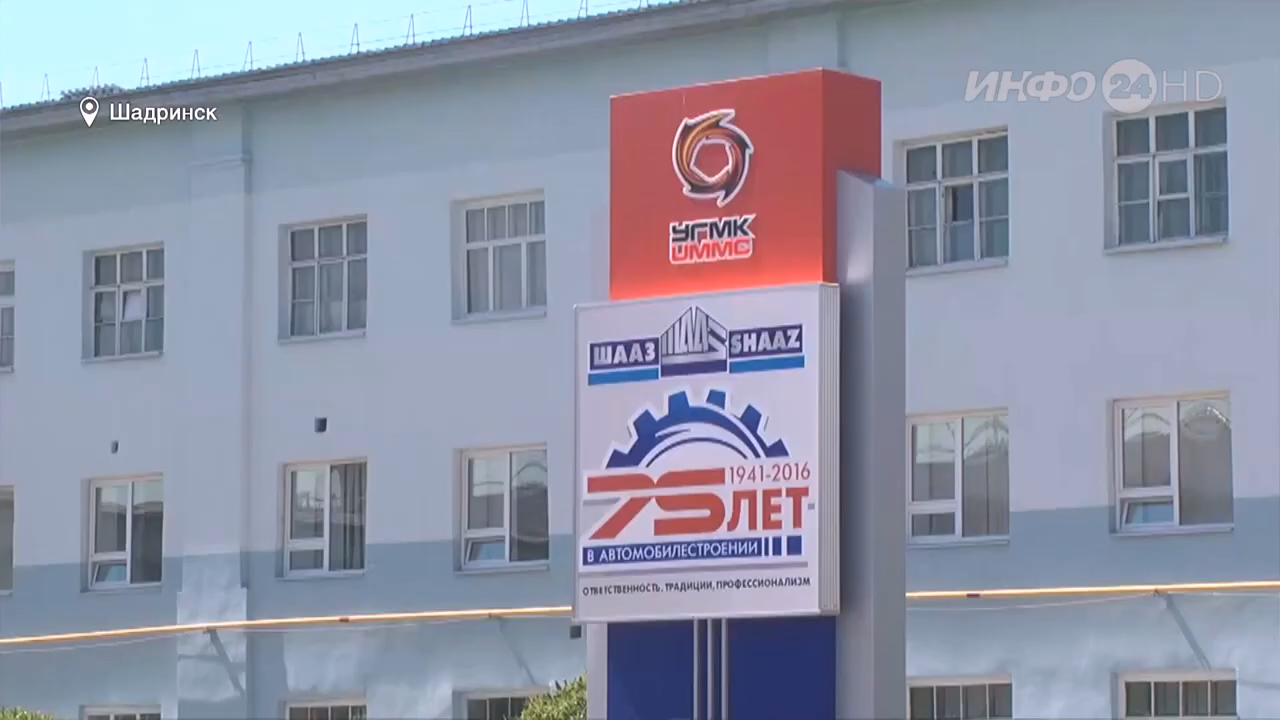 ИНФО 24 HD
Шадринск
УГМК
UMMC
ШААЗ SHAAZ
1941-2016
75 ЛЕТ
В АВТОМОБИЛЕСТРОЕНИИ
ОТВЕТСТВЕННОСТЬ, ТРАДИЦИИ, ПРОФЕССИОНАЛИЗМ